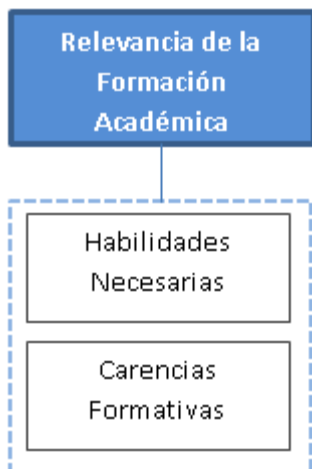 Relevancia de la
Formación
Académica
Habilidades
Necesarias
Carencias
Formativas